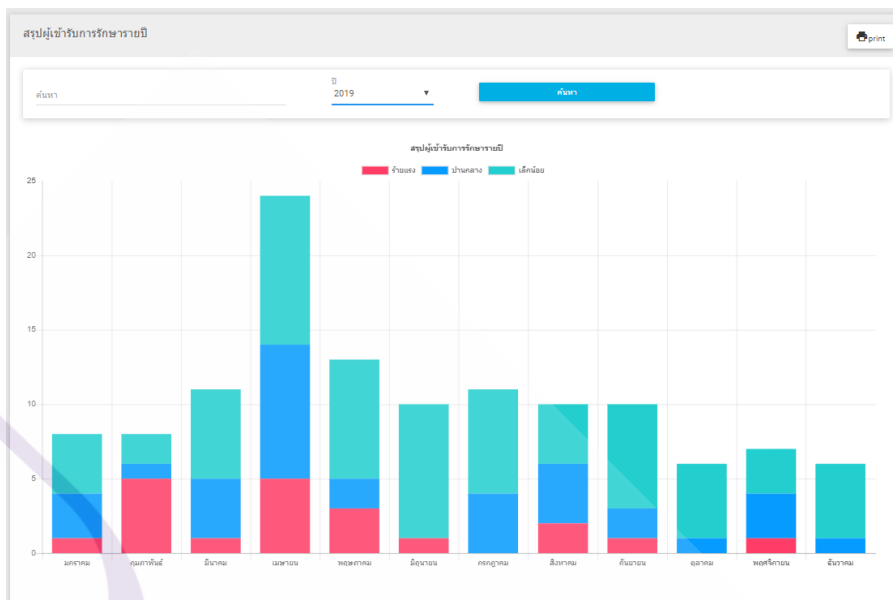 สรุปผู้เข้ารับการรักษารายปี
print
ค้นหา
ปี
2019
ค้นหา
สรุปผู้เข้ารับการรักษารายปี
ร้ายแรง ปานกลาง เล็กน้อย
25
20
15
10
5
0
มกราคม กุมภาพันธ์ มีนาคม เมษายน พฤษภาคม มิถุนายน กรกฎาคม สิงหาคม กันยายน ตุลาคม พฤศจิกายน ธันวาคม